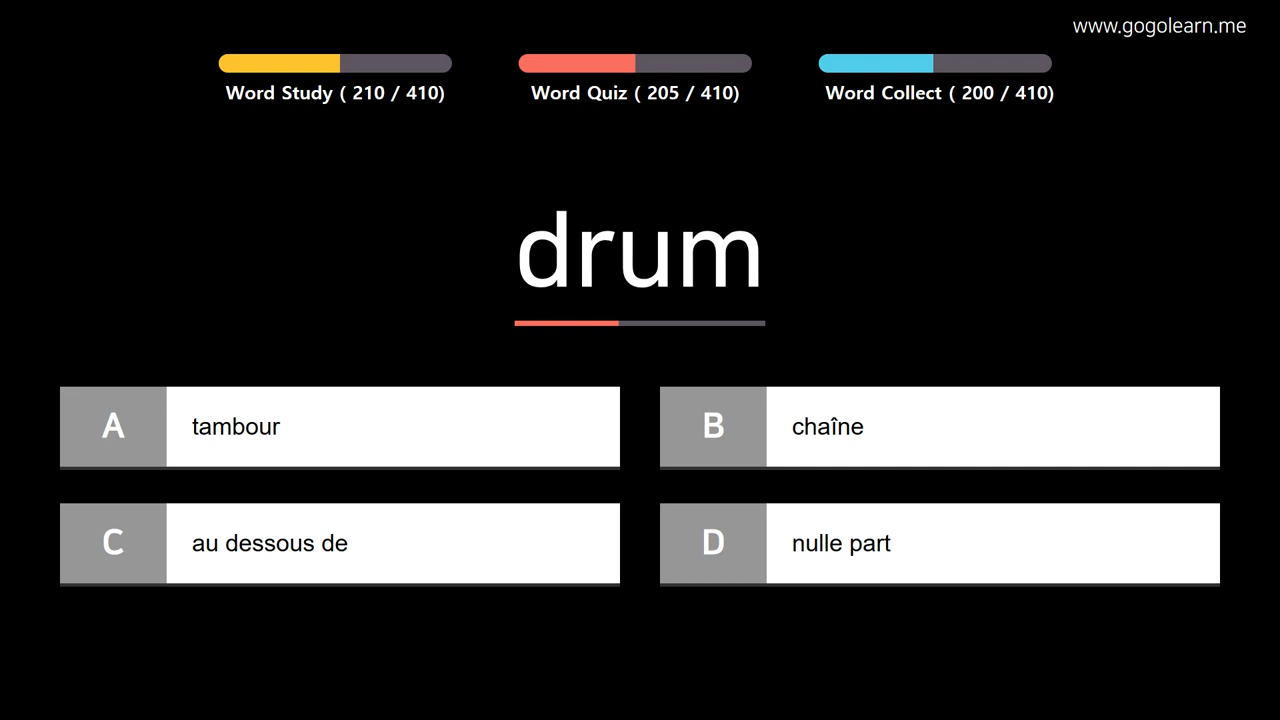 www.gogolearn.me
Word Study ( 210 / 410)
Word Quiz ( 205 / 410)
Word Collect ( 200 / 410)
drum
A tambour
B chaîne
C au dessous de
D nulle part